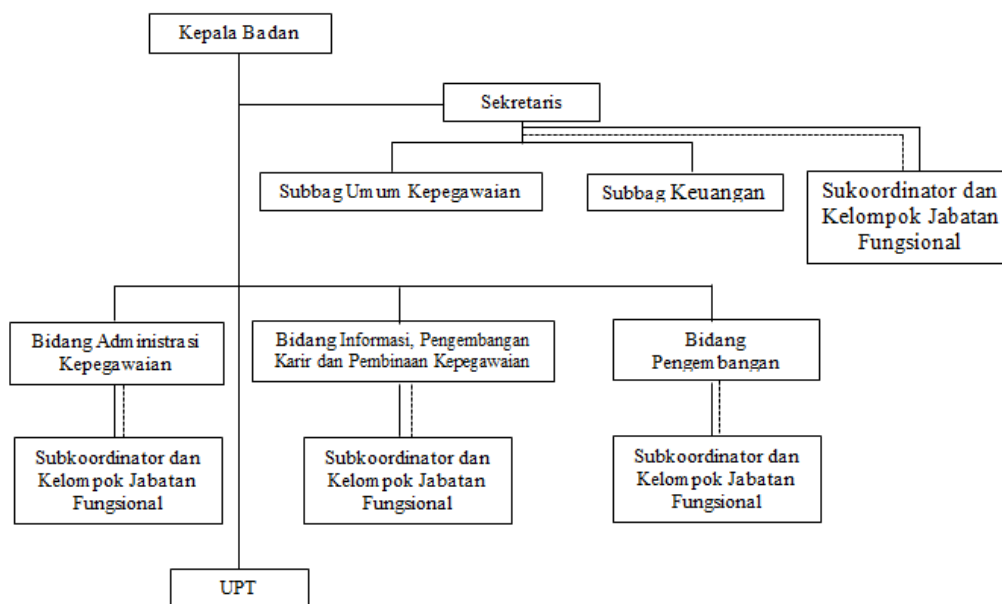 Kepala Badan
Sekretaris
Subbag Umum Kepegawaian
Subbag Keuangan
Sukoordinator dan
Kelompok Jabatan
Fungsional
Bidang Administrasi
Kepegawaian
Bidang Informasi, Pengembangan
Karir dan Pembinaan Kepegawaian
Bidang
Pengembangan
Subkoordinator dan
Kelompok Jabatan
Fungsional
Subkoordinator dan
Kelompok Jabatan
Fungsional
Subkoordinator dan
Kelompok Jabatan
Fungsional
UPT